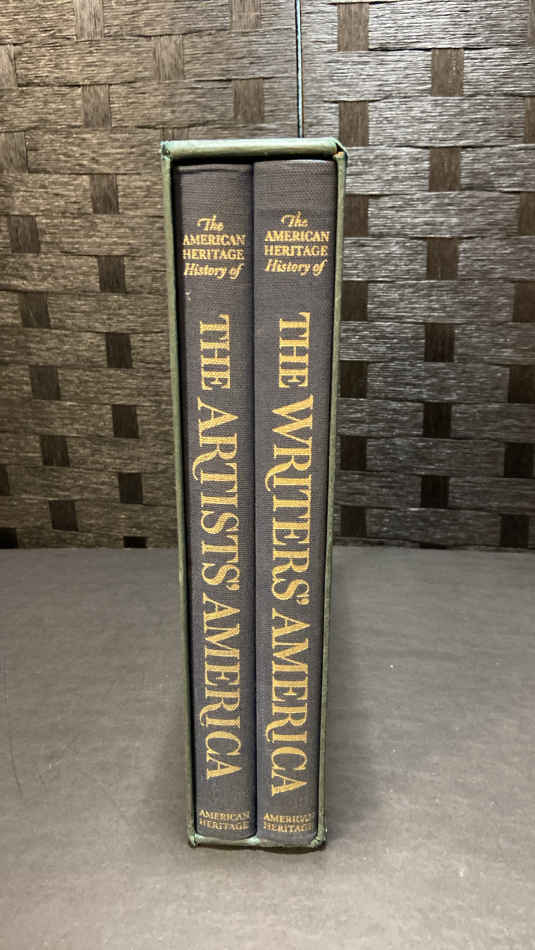 The
AMERICAN
HERITAGE
History of
THE ARTISTS' AMERICA
AMERICAN
HERITAGE
The
AMERICAN
HERITAGE
History of
THE WRITERS' AMERICA
AMERICAN
HERITAGE